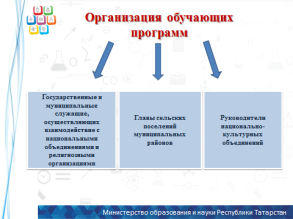 Организация обучающих
программ
Государственные и
муниципальные
служащие,
осуществляющих
взаимодействие с
национальными
объединениями и
религиозными
организациями
Главы сельских
поселений
муниципальных
районов
Руководители
национально-
культурных
объединений
Министерство образования и науки Республики Татарстан